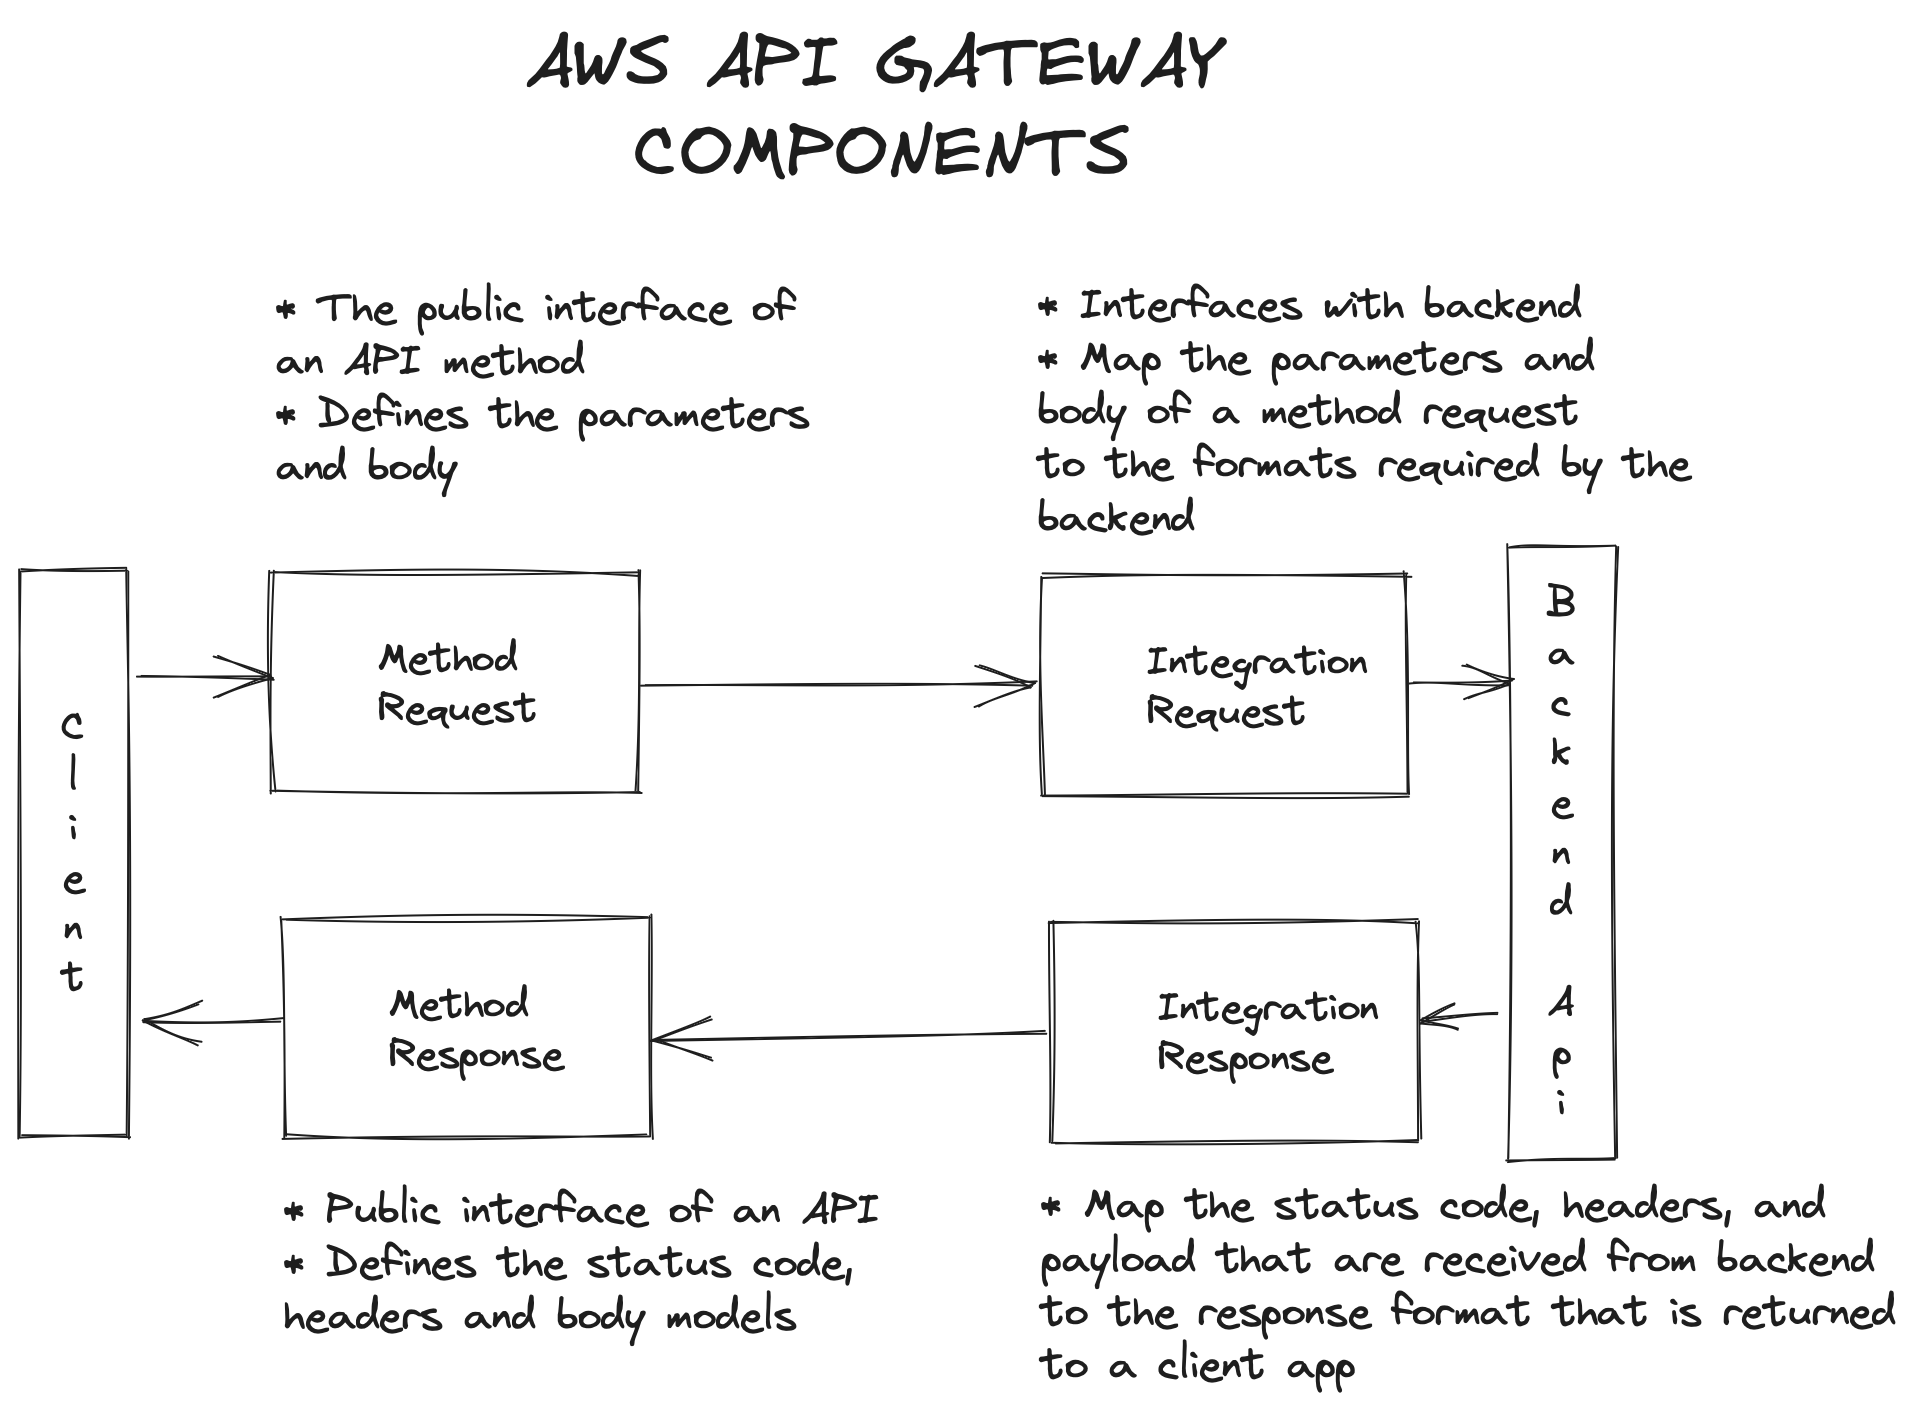 AWS API GATEWAY
COMPONENTS
* The public interface of
an API method
* Defines the parameters
and body
* Interfaces with backend
* Map the parameters and
body of a method request
to the formats required by the
backend
Client
Method
Request
Integration
Request
Backend Api
Method
Response
Integration
Response
* Public interface of an API
* Defines the status code,
headers and body models
* Map the status code, headers, and
payload that are received from backend
to the response format that is returned
to a client app